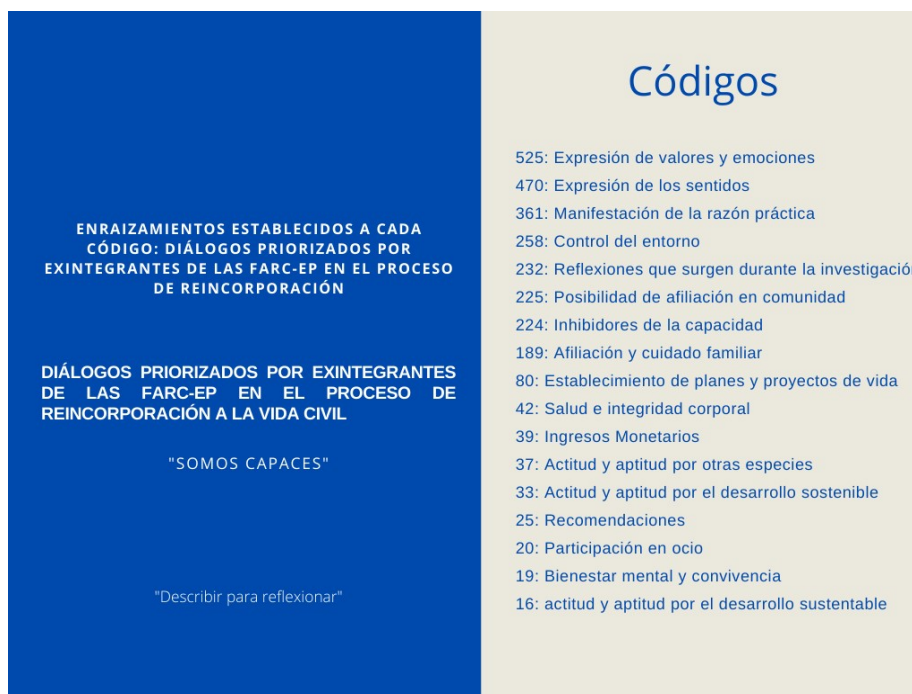 ENRAIZAMIENTOS ESTABLECIDOS A CADA
CÓDIGO: DIÁLOGOS PRIORIZADOS POR
EXINTEGRANTES DE LAS FARC-EP EN EL PROCESO
DE REINCORPORACIÓN
DIÁLOGOS PRIORIZADOS POR EXINTEGRANTES
DE LAS FARC-EP EN EL PROCESO DE
REINCORPORACIÓN A LA VIDA CIVIL
"SOMOS CAPACES"
"Describir para reflexionar"
Códigos
525: Expresión de valores y emociones
470: Expresión de los sentidos
361: Manifestación de la razón práctica
258: Control del entorno
232: Reflexiones que surgen durante la investigación
225: Posibilidad de afiliación en comunidad
224: Inhibidores de la capacidad
189: Afiliación y cuidado familiar
80: Establecimiento de planes y proyectos de vida
42: Salud e integridad corporal
39: Ingresos Monetarios
37: Actitud y aptitud por otras especies
33: Actitud y aptitud por el desarrollo sostenible
25: Recomendaciones
20: Participación en ocio
19: Bienestar mental y convivencia
16: actitud y aptitud por el desarrollo sustentable